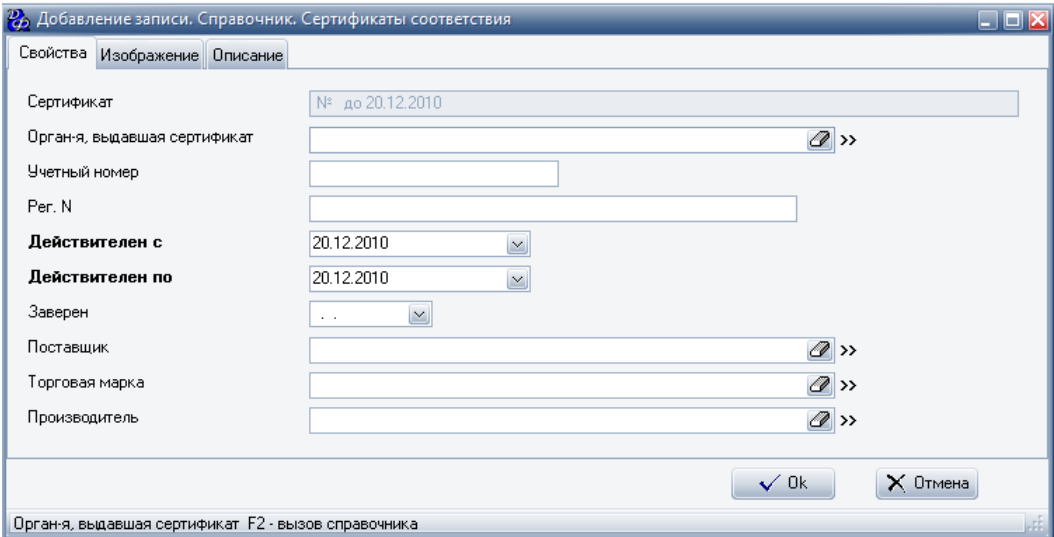 Добавление записи. Справочник. Сертификаты соответствия
Свойства Изображение Описание
Сертификат № до 20.12.2010
Орган-я, выдавшая сертификат >>
Учетный номер
Рег. N
Действителен с 20.12.2010
Действителен по 20.12.2010
Заверен . .
Поставщик >>
Торговая марка >>
Производитель >>
Ok Отмена
Орган-я, выдавшая сертификат F2 - вызов справочника